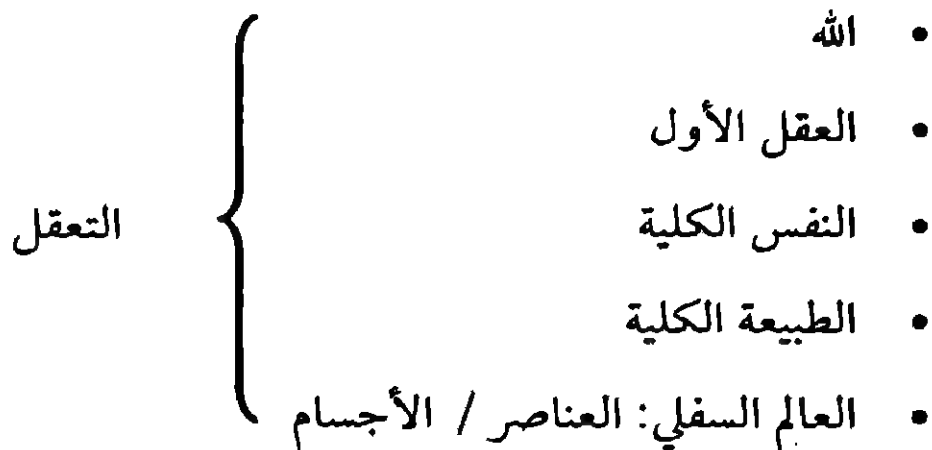 • الله
• العقل الأول
• النفس الكلية
التعقل
• الطبيعة الكلية
• العالم السفلي: العناصر / الأجسام